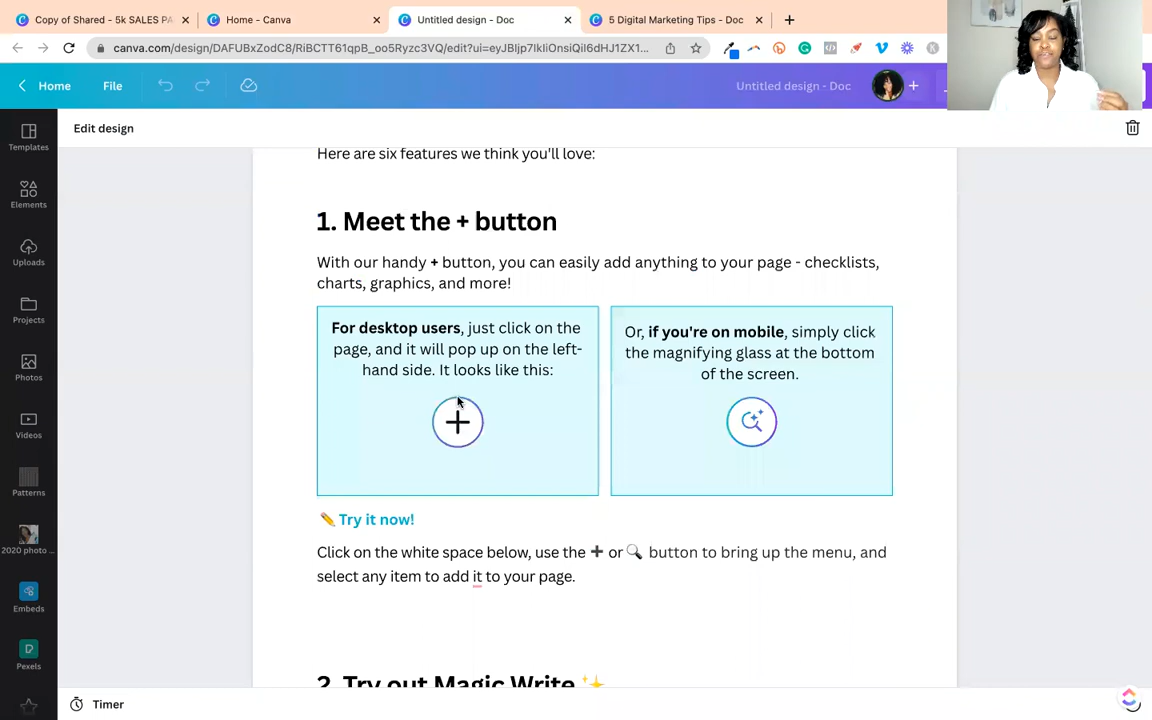 Copy of Shared - 5k SALES PA
Home - Canva
Untitled design - Doc
5 Digital Marketing Tips - Doc
canva.com/design/DAFUBxZodC8/RiBCTT61qpB_oo5Ryzc3VQ/edit?ui=eyJBIjp7IkIiOnsiQiI6dHJ1ZX1...
Home
File
Untitled design - Doc
Edit design
Templates
Elements
Uploads
Projects
Photos
Videos
Patterns
2020 photo ...
Embeds
Pexels
Here are six features we think you'll love:
1. Meet the + button
With our handy + button, you can easily add anything to your page - checklists,
charts, graphics, and more!
For desktop users, just click on the
page, and it will pop up on the left-
hand side. It looks like this:
Or, if you're on mobile, simply click
the magnifying glass at the bottom
of the screen.
✏️ Try it now!
Click on the white space below, use the ➕ or 🔍 button to bring up the menu, and
select any item to add it to your page.
2. Try out Magic Write ✨
Timer